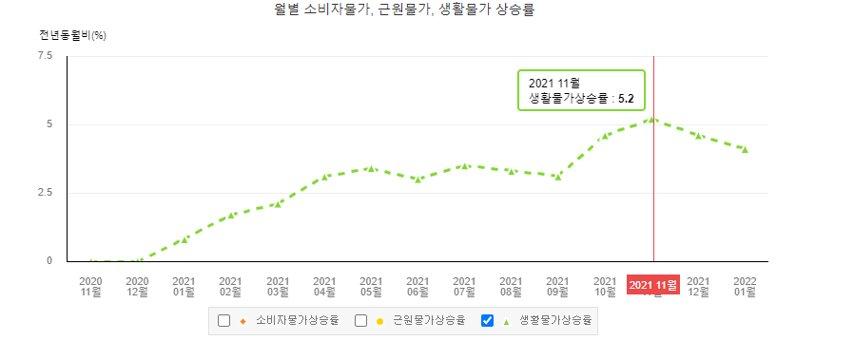 월별 소비자물가, 근원물가, 생활물가 상승률
전년동월비(%)
7.5
2021 11월
생활물가상승률 : 5.2
5
2.5
0
2020 2020 2021 2021 2021 2021 2021 2021 2021 2021 2021 2021 2021 11월 2021 2022
11월 12월 01월 02월 03월 04월 05월 06월 07월 08월 09월 10월 12월 01월
소비자물가상승률 근원물가상승률 생활물가상승률